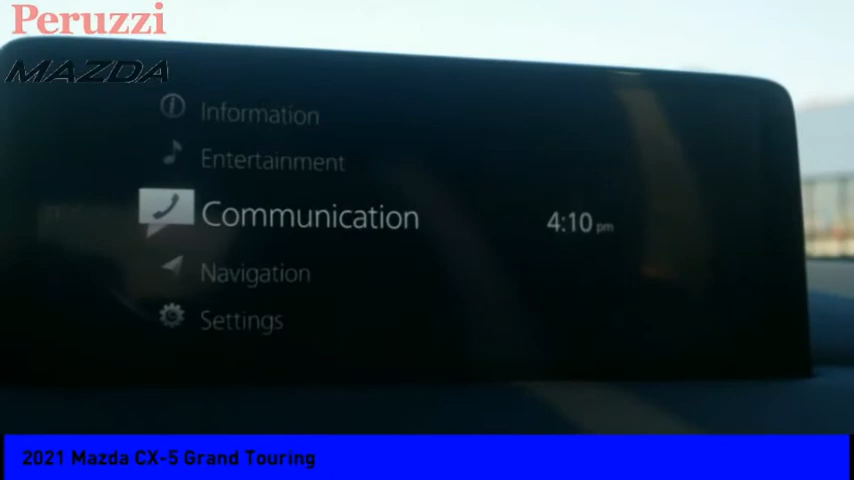 Peruzzi
MAZDA
Information
Entertainment
Communication
4:10 pm
Navigation
Settings
2021 Mazda CX-5 Grand Touring